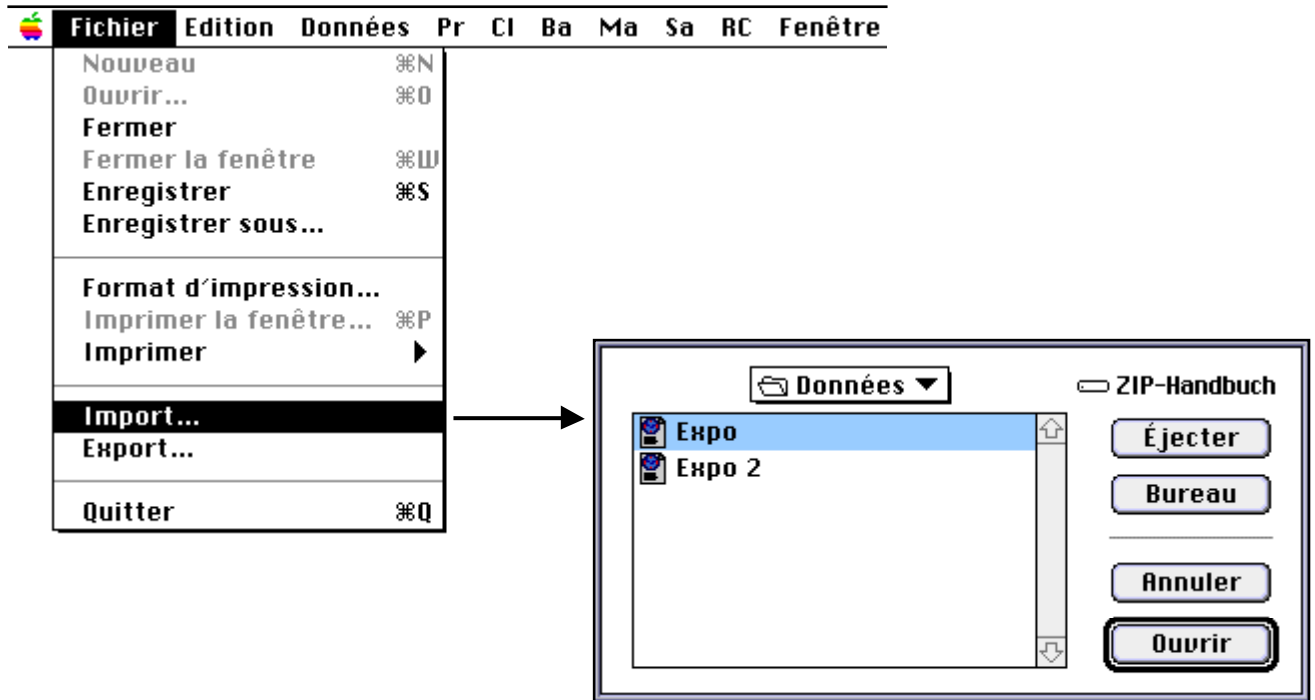 Fichier Edition Données Pr Cl Ba Ma Sa RC Fenêtre
Nouveau ⌘N
Ouvrir... ⌘O
Fermer
Fermer la fenêtre ⌘W
Enregistrer ⌘S
Enregistrer sous...
Format d´impression...
Imprimer la fenêtre... ⌘P
Imprimer
Import...
Export...
Quitter ⌘Q
Données
ZIP-Handbuch
Expo
Expo 2
Éjecter
Bureau
Annuler
Ouvrir